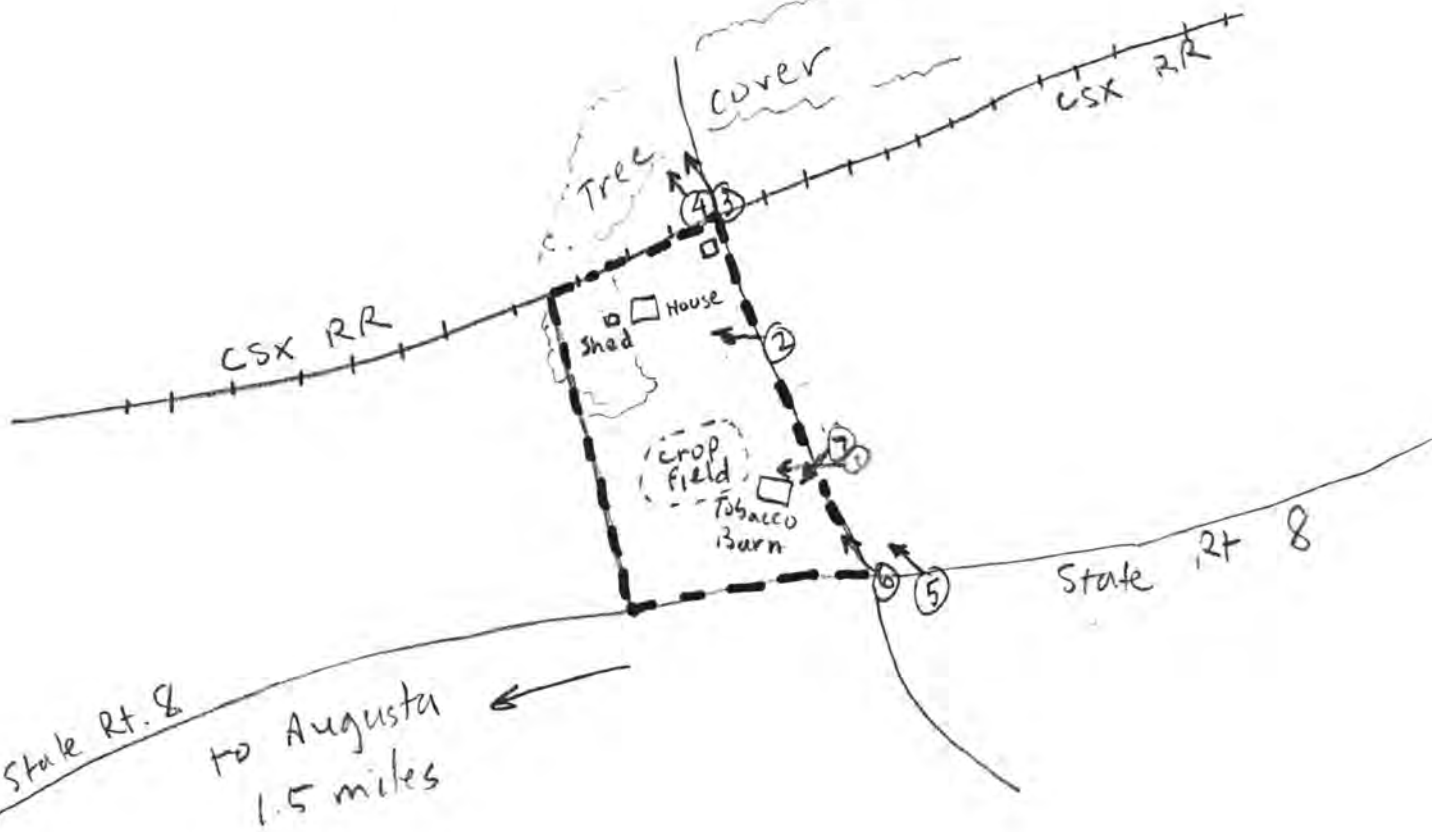 cover
CSX RR
Tree
4
3
House
Shed
CSX RR
2
crop
field
7
1
Tobacco
Barn
6
5
State Rt 8
State Rt. 8
to Augusta
1.5 miles